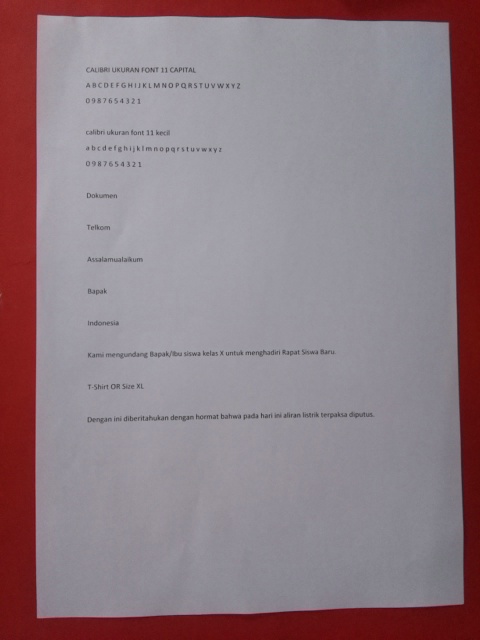 CALIBRI UKURAN FONT 11 CAPITAL
A B C D E F G H I J K L M N O P Q R S T U V W X Y Z
0 9 8 7 6 5 4 3 2 1
calibri ukuran font 11 kecil
a b c d e f g h i j k l m n o p q r s t u v w x y z
0 9 8 7 6 5 4 3 2 1
Dokumen
Telkom
Assalamualaikum
Bapak
Indonesia
Kami mengundang Bapak/Ibu siswa kelas X untuk menghadiri Rapat Siswa Baru.
T-Shirt OR Size XL
Dengan ini diberitahukan dengan hormat bahwa pada hari ini aliran listrik terpaksa diputus.